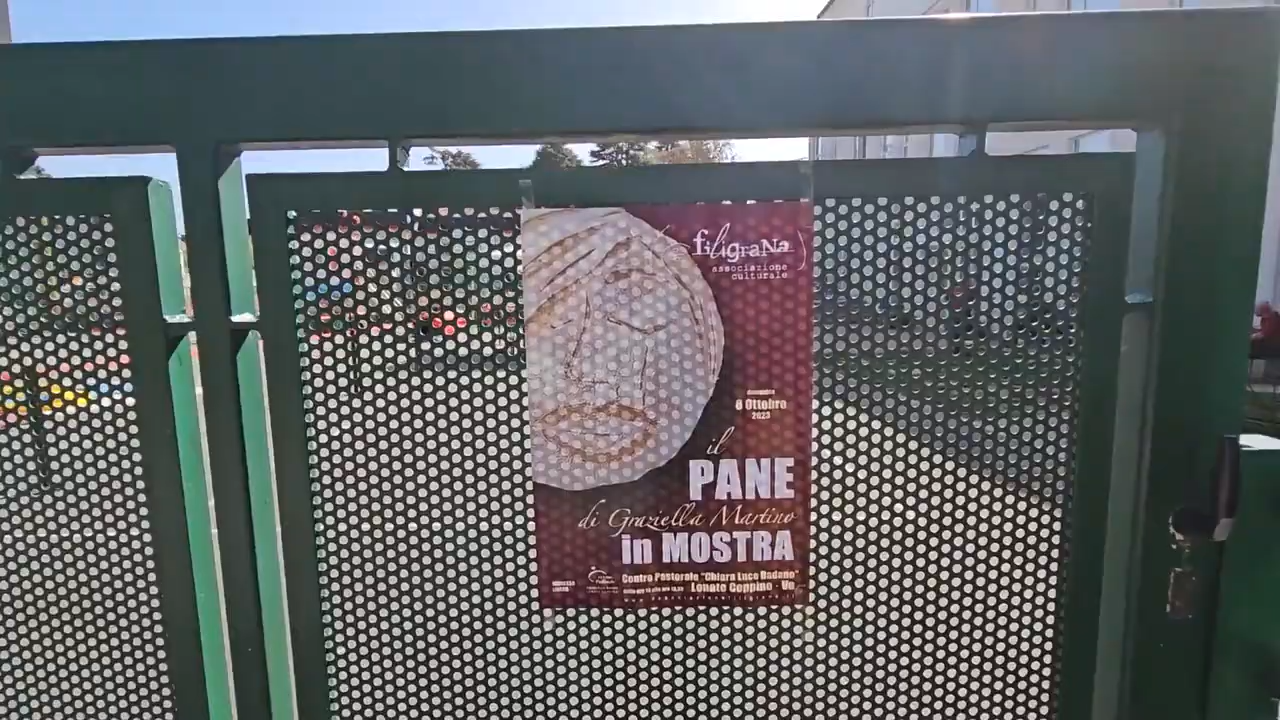 filigraNa
associazione
culturale
domenica
8 Ottobre
2023
il
PANE
di Graziella Martino
in MOSTRA
Centro Pastorale "Chiara Luce Badano"
Lonate Ceppino - Va